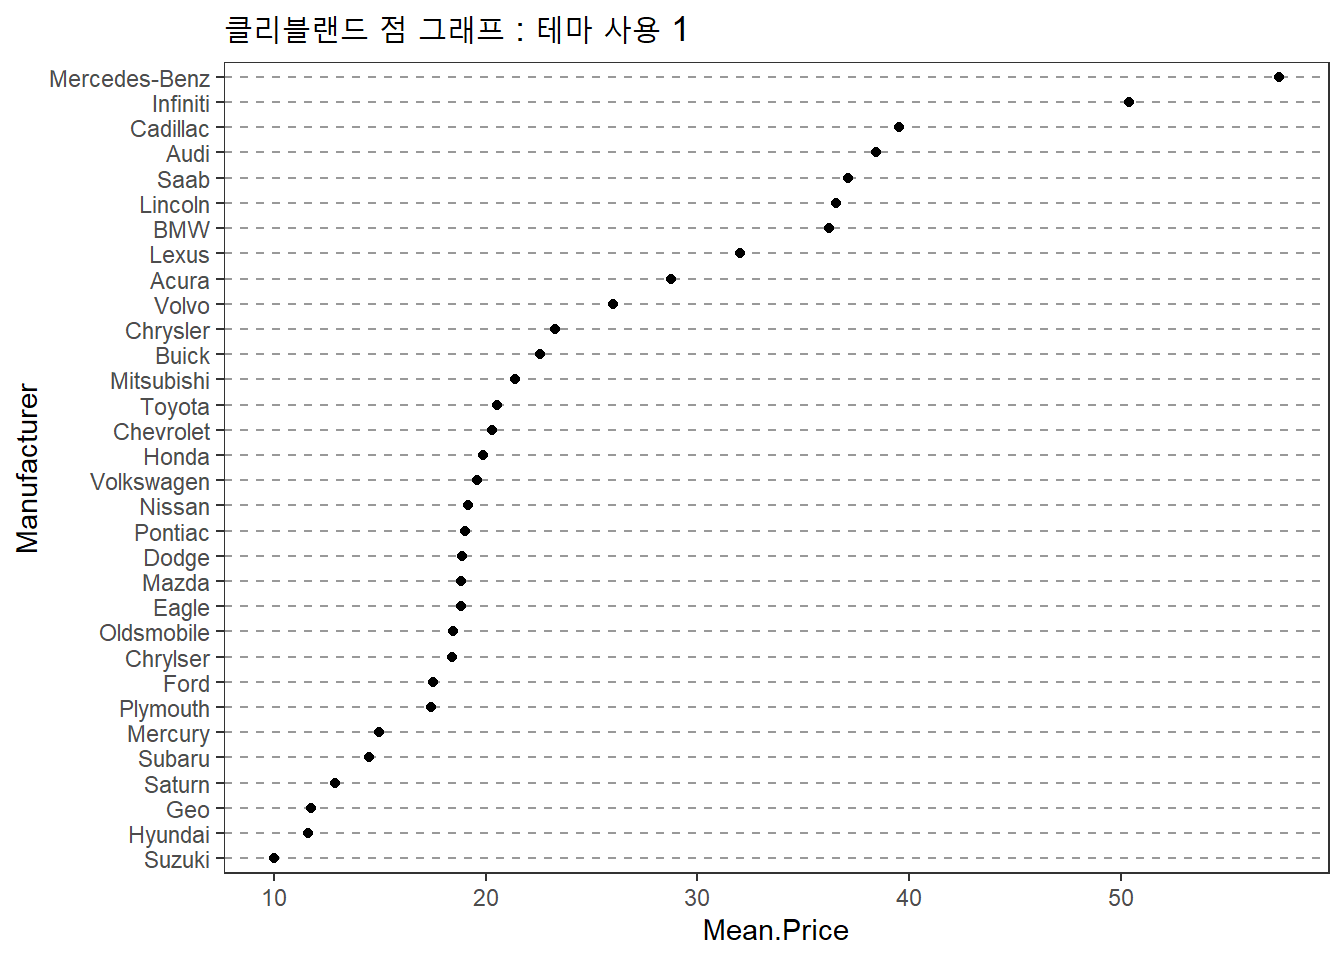 클리블랜드 점 그래프 : 테마 사용 1
Mercedes-Benz
Infiniti
Cadillac
Audi
Saab
Lincoln
BMW
Lexus
Acura
Volvo
Chrysler
Buick
Mitsubishi
Toyota
Chevrolet
Honda
Volkswagen
Nissan
Pontiac
Dodge
Mazda
Eagle
Oldsmobile
Chrylser
Ford
Plymouth
Mercury
Subaru
Saturn
Geo
Hyundai
Suzuki
Manufacturer
10 20 30 40 50
Mean.Price